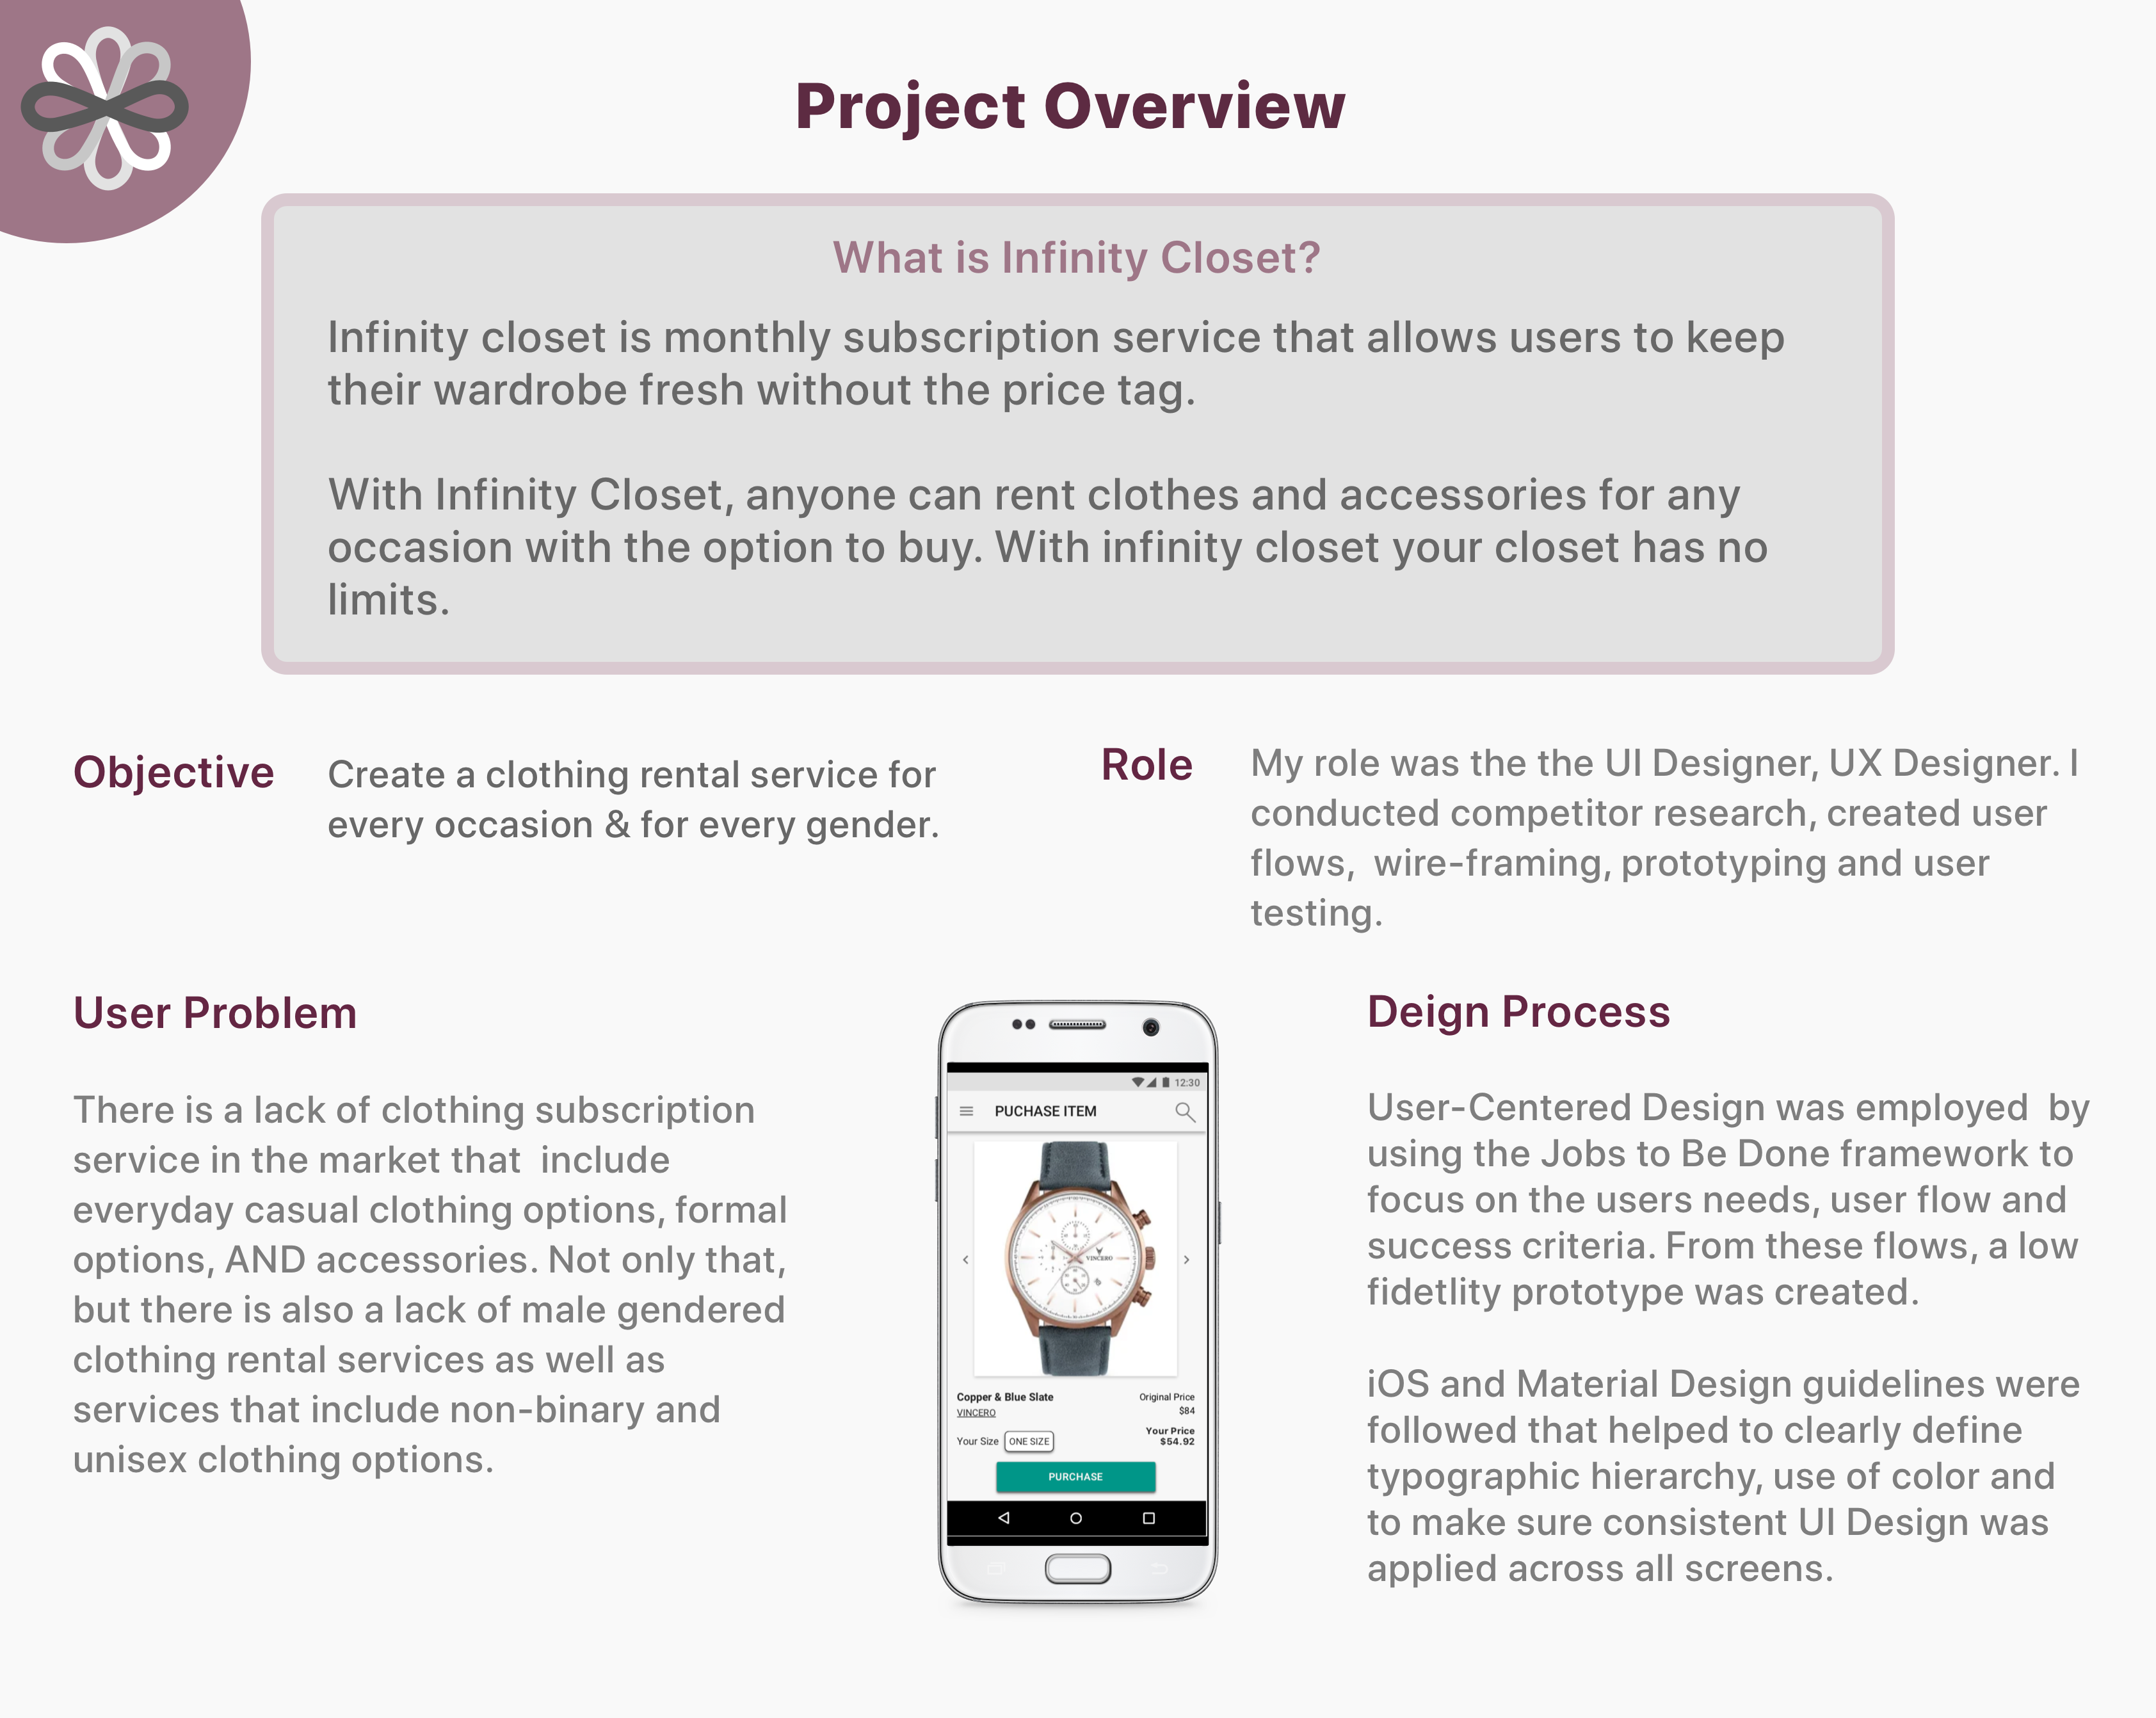 Project Overview
What is Infinity Closet?
Infinity closet is monthly subscription service that allows users to keep
their wardrobe fresh without the price tag.
With Infinity Closet, anyone can rent clothes and accessories for any
occasion with the option to buy. With infinity closet your closet has no
limits.
Objective
Create a clothing rental service for
every occasion & for every gender.
Role
My role was the the UI Designer, UX Designer. I
conducted competitor research, created user
flows,  wire-framing, prototyping and user
testing.
User Problem
There is a lack of clothing subscription
service in the market that  include
everyday casual clothing options, formal
options, AND accessories. Not only that,
but there is also a lack of male gendered
clothing rental services as well as
services that include non-binary and
unisex clothing options.
12:30
PUCHASE ITEM
VINCERO
Copper & Blue Slate
Original Price
VINCERO
$84
Your Price
Your Size ONE SIZE
$54.92
PURCHASE
Deign Process
User-Centered Design was employed  by
using the Jobs to Be Done framework to
focus on the users needs, user flow and
success criteria. From these flows, a low
fidetlity prototype was created.
iOS and Material Design guidelines were
followed that helped to clearly define
typographic hierarchy, use of color and
to make sure consistent UI Design was
applied across all screens.